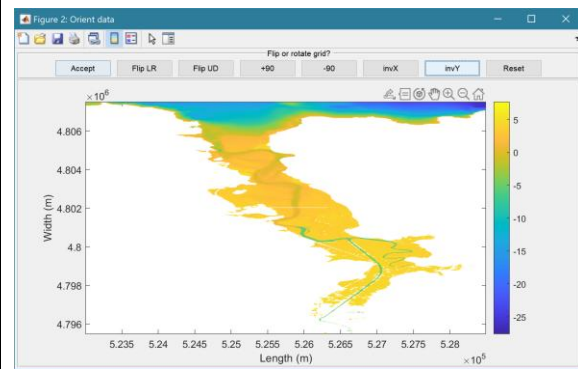 Figure 2: Orient data
Flip or rotate grid?
Accept Flip LR Flip UD +90 -90 invX invY Reset
×10⁶
4.806
4.804
4.802
4.8
4.798
4.796
Width (m)
5
0
-5
-10
-15
-20
-25
5.235 5.24 5.245 5.25 5.255 5.26 5.265 5.27 5.275 5.28
Length (m)
×10⁵